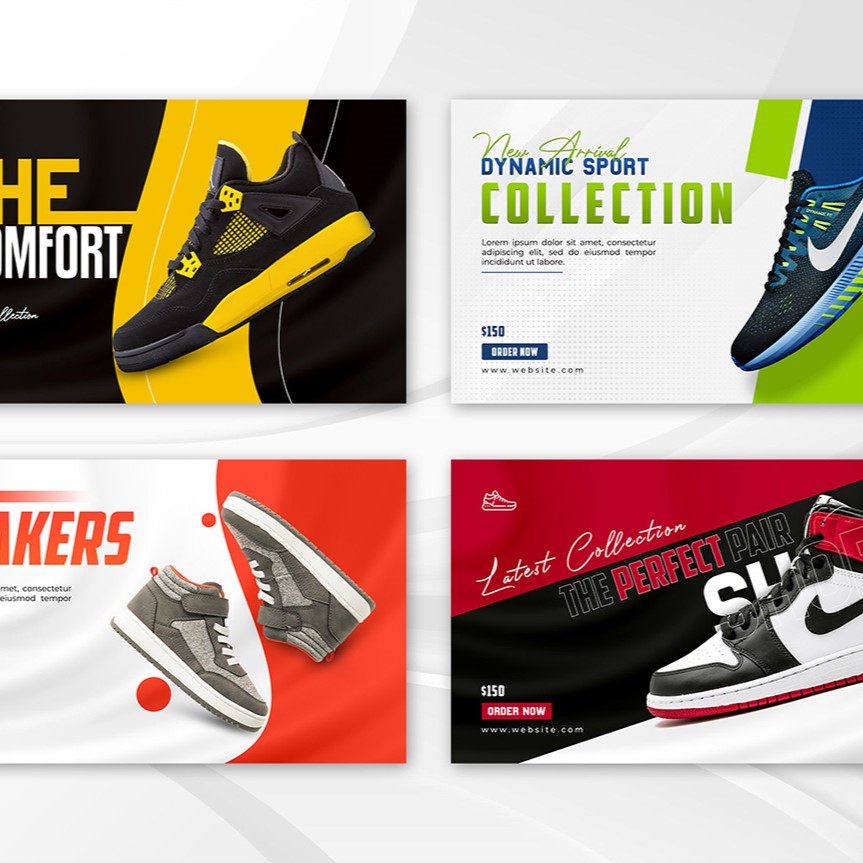 HE
OMFORT
ollection
New Arrival
DYNAMIC SPORT
COLLECTION
Lorem ipsum dolor sit amet, consectetur
adipiscing elit, sed do eiusmod tempor
incididunt ut labore.
$150
ORDER NOW
www.website.com
AKERS
met, consectetur
eiusmod tempor
Latest Collection
THE PERFECT PAIR
SH
$150
ORDER NOW
www.website.com